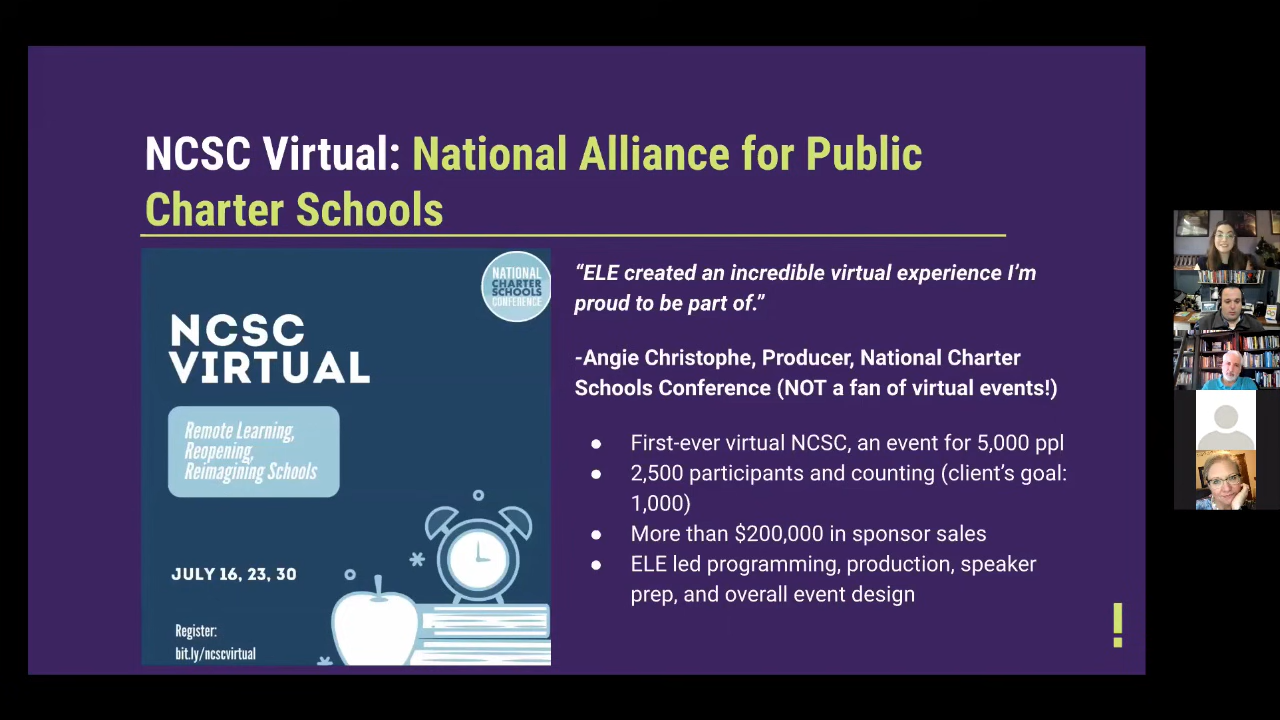 NCSC Virtual: National Alliance for Public
Charter Schools
NATIONAL
CHARTER
SCHOOLS
CONFERENCE
NCSC
VIRTUAL
Remote Learning,
Reopening,
Reimagining Schools
JULY 16, 23, 30
Register:
bit.ly/ncscvirtual
“ELE created an incredible virtual experience I’m
proud to be part of.”
-Angie Christophe, Producer, National Charter
Schools Conference (NOT a fan of virtual events!)
● First-ever virtual NCSC, an event for 5,000 ppl
● 2,500 participants and counting (client’s goal:
1,000)
● More than $200,000 in sponsor sales
● ELE led programming, production, speaker
prep, and overall event design
!